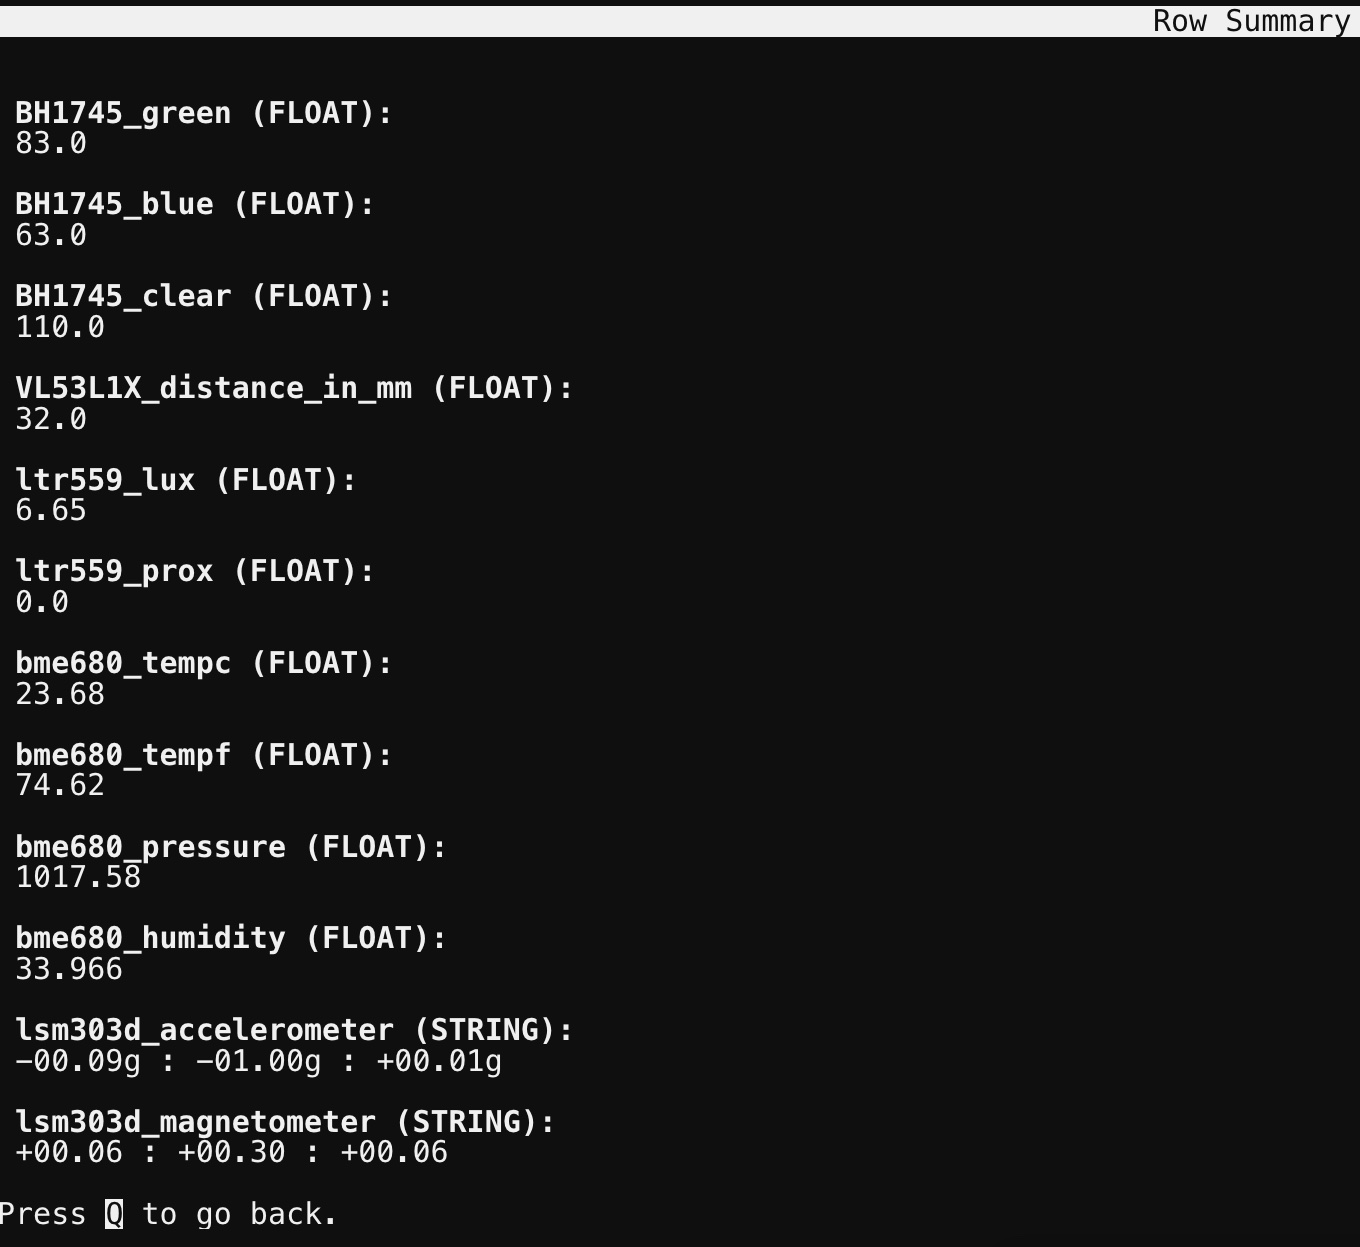 Row Summary
BH1745_green (FLOAT):
83.0
BH1745_blue (FLOAT):
63.0
BH1745_clear (FLOAT):
110.0
VL53L1X_distance_in_mm (FLOAT):
32.0
ltr559_lux (FLOAT):
6.65
ltr559_prox (FLOAT):
0.0
bme680_tempc (FLOAT):
23.68
bme680_tempf (FLOAT):
74.62
bme680_pressure (FLOAT):
1017.58
bme680_humidity (FLOAT):
33.966
lsm303d_accelerometer (STRING):
-00.09g : -01.00g : +00.01g
lsm303d_magnetometer (STRING):
+00.06 : +00.30 : +00.06
Press Q to go back.